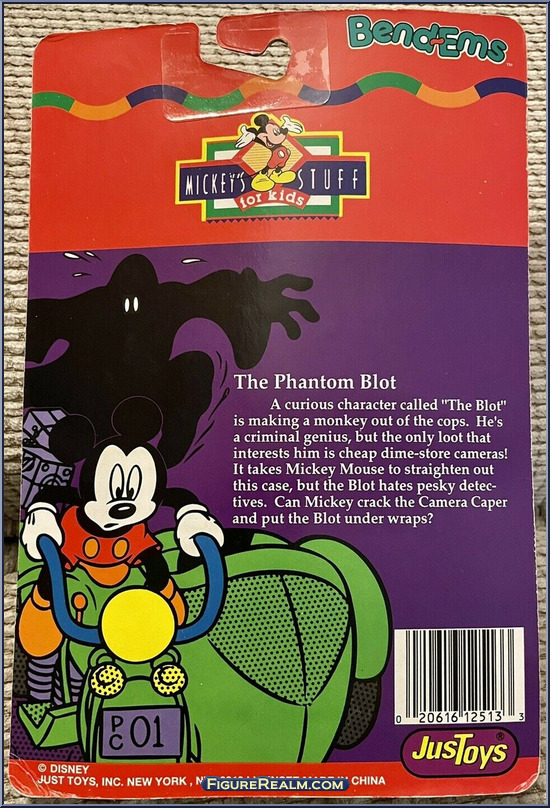 Bend-Ems™
MICKEY'S STUFF
for kids
The Phantom Blot
A curious character called "The Blot"
is making a monkey out of the cops. He's
a criminal genius, but the only loot that
interests him is cheap dime-store cameras!
It takes Mickey Mouse to straighten out
this case, but the Blot hates pesky detec-
tives. Can Mickey crack the Camera Caper
and put the Blot under wraps?
PC 01
0 20616 12513 3
JusToys®
© DISNEY
JUST TOYS, INC. NEW YORK, CHINA
FIGUREREALM.COM